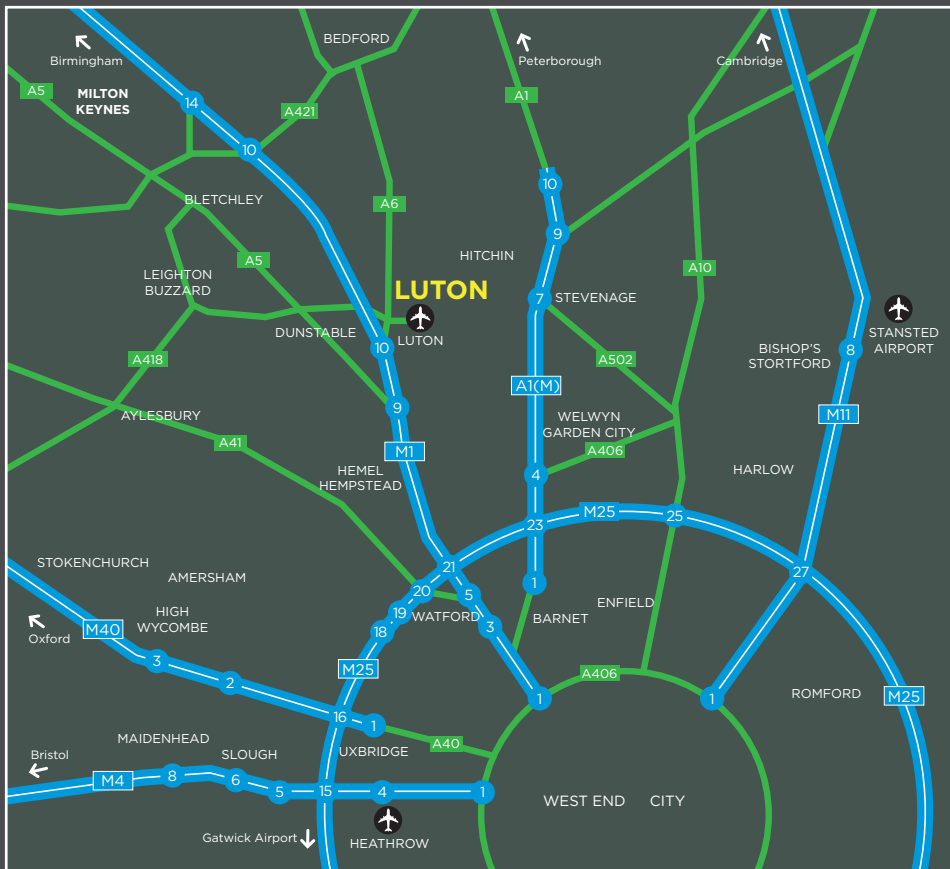 BEDFORD
Birmingham
Peterborough
Cambridge
A5
MILTON
KEYNES
14
A421
A1
10
10
BLETCHLEY
A6
9
A5
HITCHIN
A10
LEIGHTON
BUZZARD
LUTON
7
STEVENAGE
STANSTED
AIRPORT
DUNSTABLE
LUTON
10
BISHOP'S
STORTFORD
8
A418
A502
A1(M)
AYLESBURY
9
WELWYN
GARDEN CITY
M11
A41
M1
A406
HEMEL
HEMPSTEAD
4
HARLOW
23
M25
25
STOKENCHURCH
21
27
AMERSHAM
20
5
1
HIGH
WYCOMBE
19
WATFORD
BARNET
ENFIELD
M40
Oxford
18
3
3
M25
A406
2
1
1
ROMFORD
M25
16
1
MAIDENHEAD
SLOUGH
UXBRIDGE
A40
Bristol
M4
8
6
5
15
4
1
WEST END
CITY
Gatwick Airport
HEATHROW